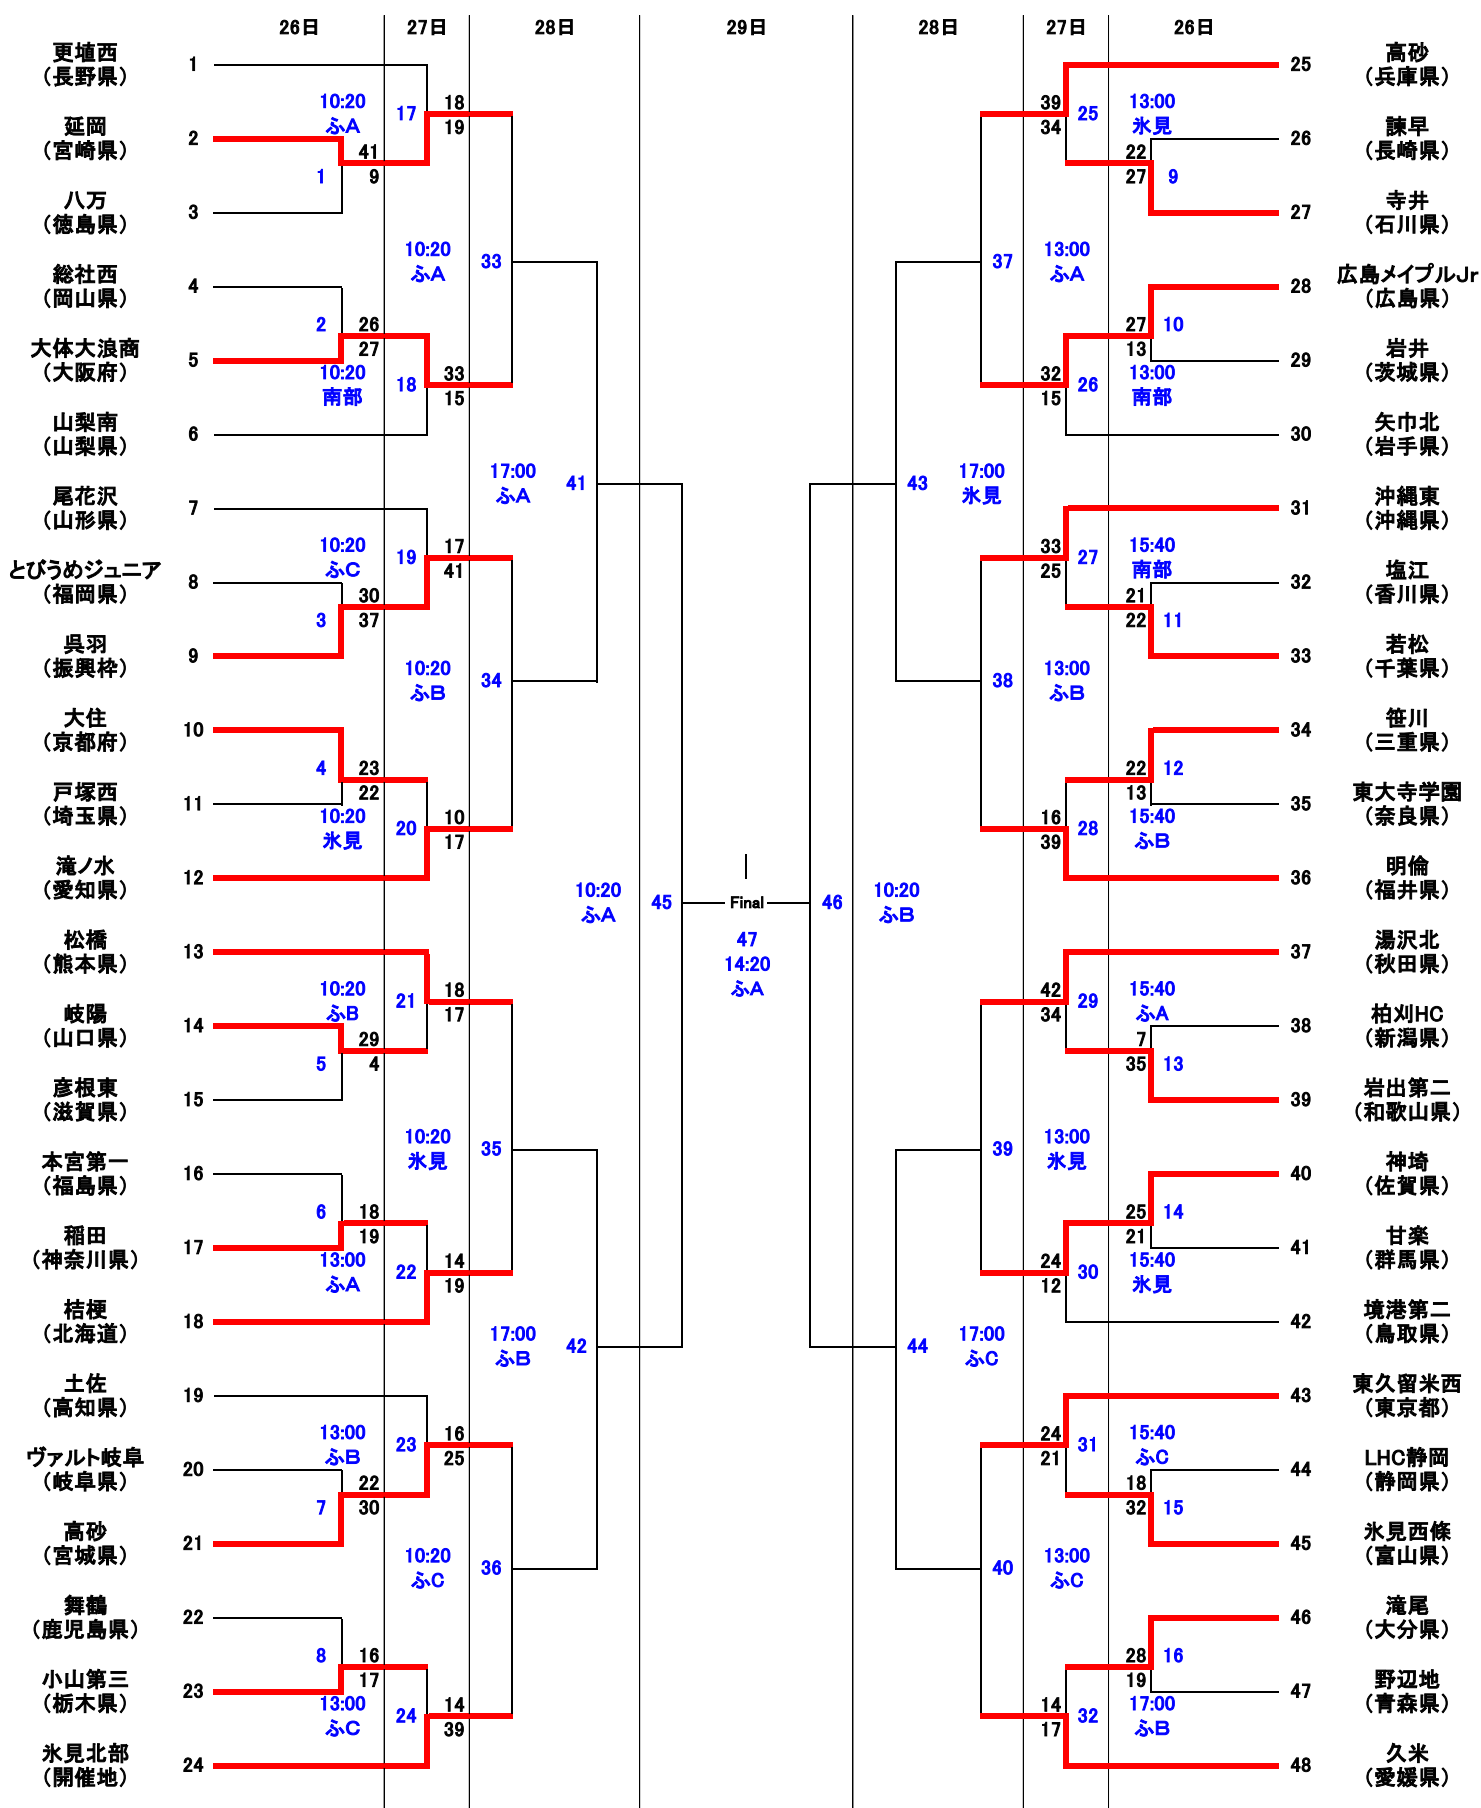 26日 27日 28日 29日 28日 27日 26日
更埴西
（長野県）
1
延岡
（宮崎県）
2
八万
（徳島県）
3
総社西
（岡山県）
4
大体大浪商
（大阪府）
5
山梨南
（山梨県）
6
尾花沢
（山形県）
7
とびうめジュニア
（福岡県）
8
呉羽
（振興枠）
9
大住
（京都府）
10
戸塚西
（埼玉県）
11
滝ノ水
（愛知県）
12
松橋
（熊本県）
13
岐陽
（山口県）
14
彦根東
（滋賀県）
15
本宮第一
（福島県）
16
稲田
（神奈川県）
17
桔梗
（北海道）
18
土佐
（高知県）
19
ヴァルト岐阜
（岐阜県）
20
高砂
（宮城県）
21
舞鶴
（鹿児島県）
22
小山第三
（栃木県）
23
氷見北部
（開催地）
24
10:20
ふA
1
41
9
2
26
27
10:20
南部
10:20
ふC
3
30
37
4
23
22
10:20
氷見
10:20
ふB
5
29
4
6
18
19
13:00
ふA
13:00
ふB
7
22
30
8
16
17
13:00
ふC
17
18
19
18
33
15
19
17
41
20
10
17
21
18
17
22
14
19
23
16
25
24
14
39
10:20
ふA
33
10:20
ふB
34
10:20
氷見
35
10:20
ふC
36
17:00
ふA
41
17:00
ふB
42
10:20
ふA
45
Final
47
14:20
ふA
46
10:20
ふB
43
17:00
氷見
44
17:00
ふC
37
13:00
ふA
38
13:00
ふB
39
13:00
氷見
40
13:00
ふC
39
34
25
32
15
26
33
25
27
16
39
28
42
34
29
24
12
30
24
21
31
14
17
32
13:00
氷見
22
27
9
27
13
10
13:00
南部
15:40
南部
21
22
11
22
13
12
15:40
ふB
15:40
ふA
7
35
13
25
21
14
15:40
氷見
15:40
ふC
18
32
15
28
19
16
17:00
ふB
25
高砂
（兵庫県）
26
諫早
（長崎県）
27
寺井
（石川県）
28
広島メイプルJr
（広島県）
29
岩井
（茨城県）
30
矢巾北
（岩手県）
31
沖縄東
（沖縄県）
32
塩江
（香川県）
33
若松
（千葉県）
34
笹川
（三重県）
35
東大寺学園
（奈良県）
36
明倫
（福井県）
37
湯沢北
（秋田県）
38
柏刈HC
（新潟県）
39
岩出第二
（和歌山県）
40
神埼
（佐賀県）
41
甘楽
（群馬県）
42
境港第二
（鳥取県）
43
東久留米西
（東京都）
44
LHC静岡
（静岡県）
45
氷見西條
（富山県）
46
滝尾
（大分県）
47
野辺地
（青森県）
48
久米
（愛媛県）